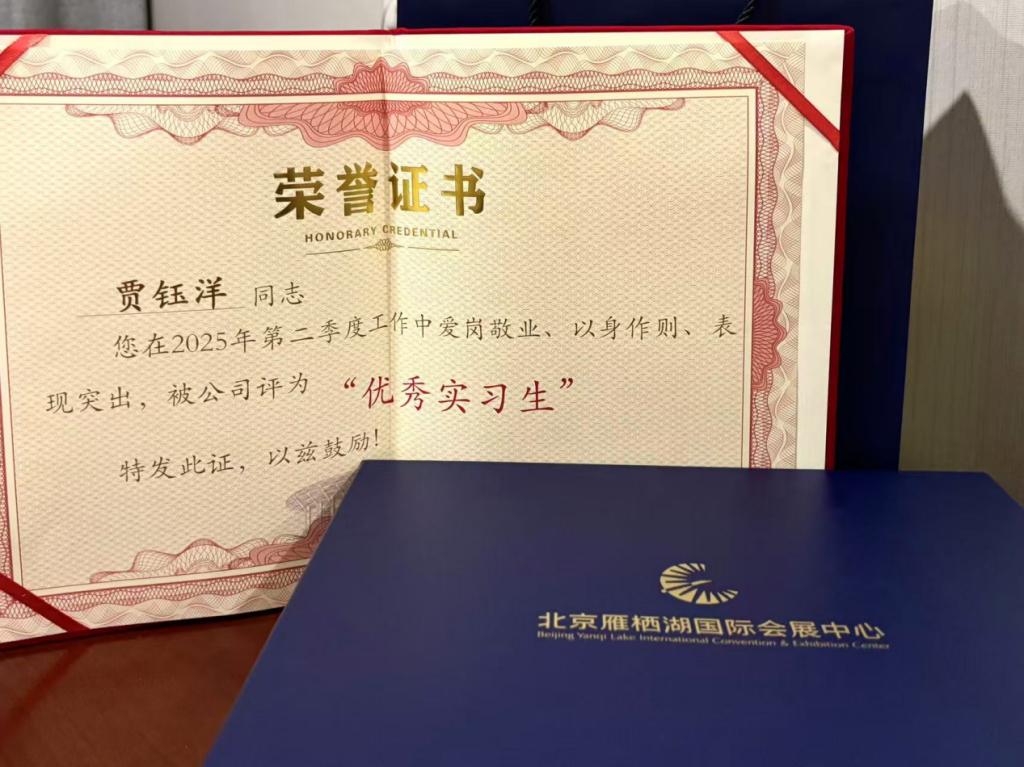 荣誉证书
HONORARY CREDENTIAL
贾钰洋 同志
您在2025年第二季度工作中爱岗敬业、以身作则、表
现突出，被公司评为 “优秀实习生”
特发此证，以兹鼓励！
北京雁栖湖国际会展中心
Beijing Yanqi Lake International Convention & Exhibition Center